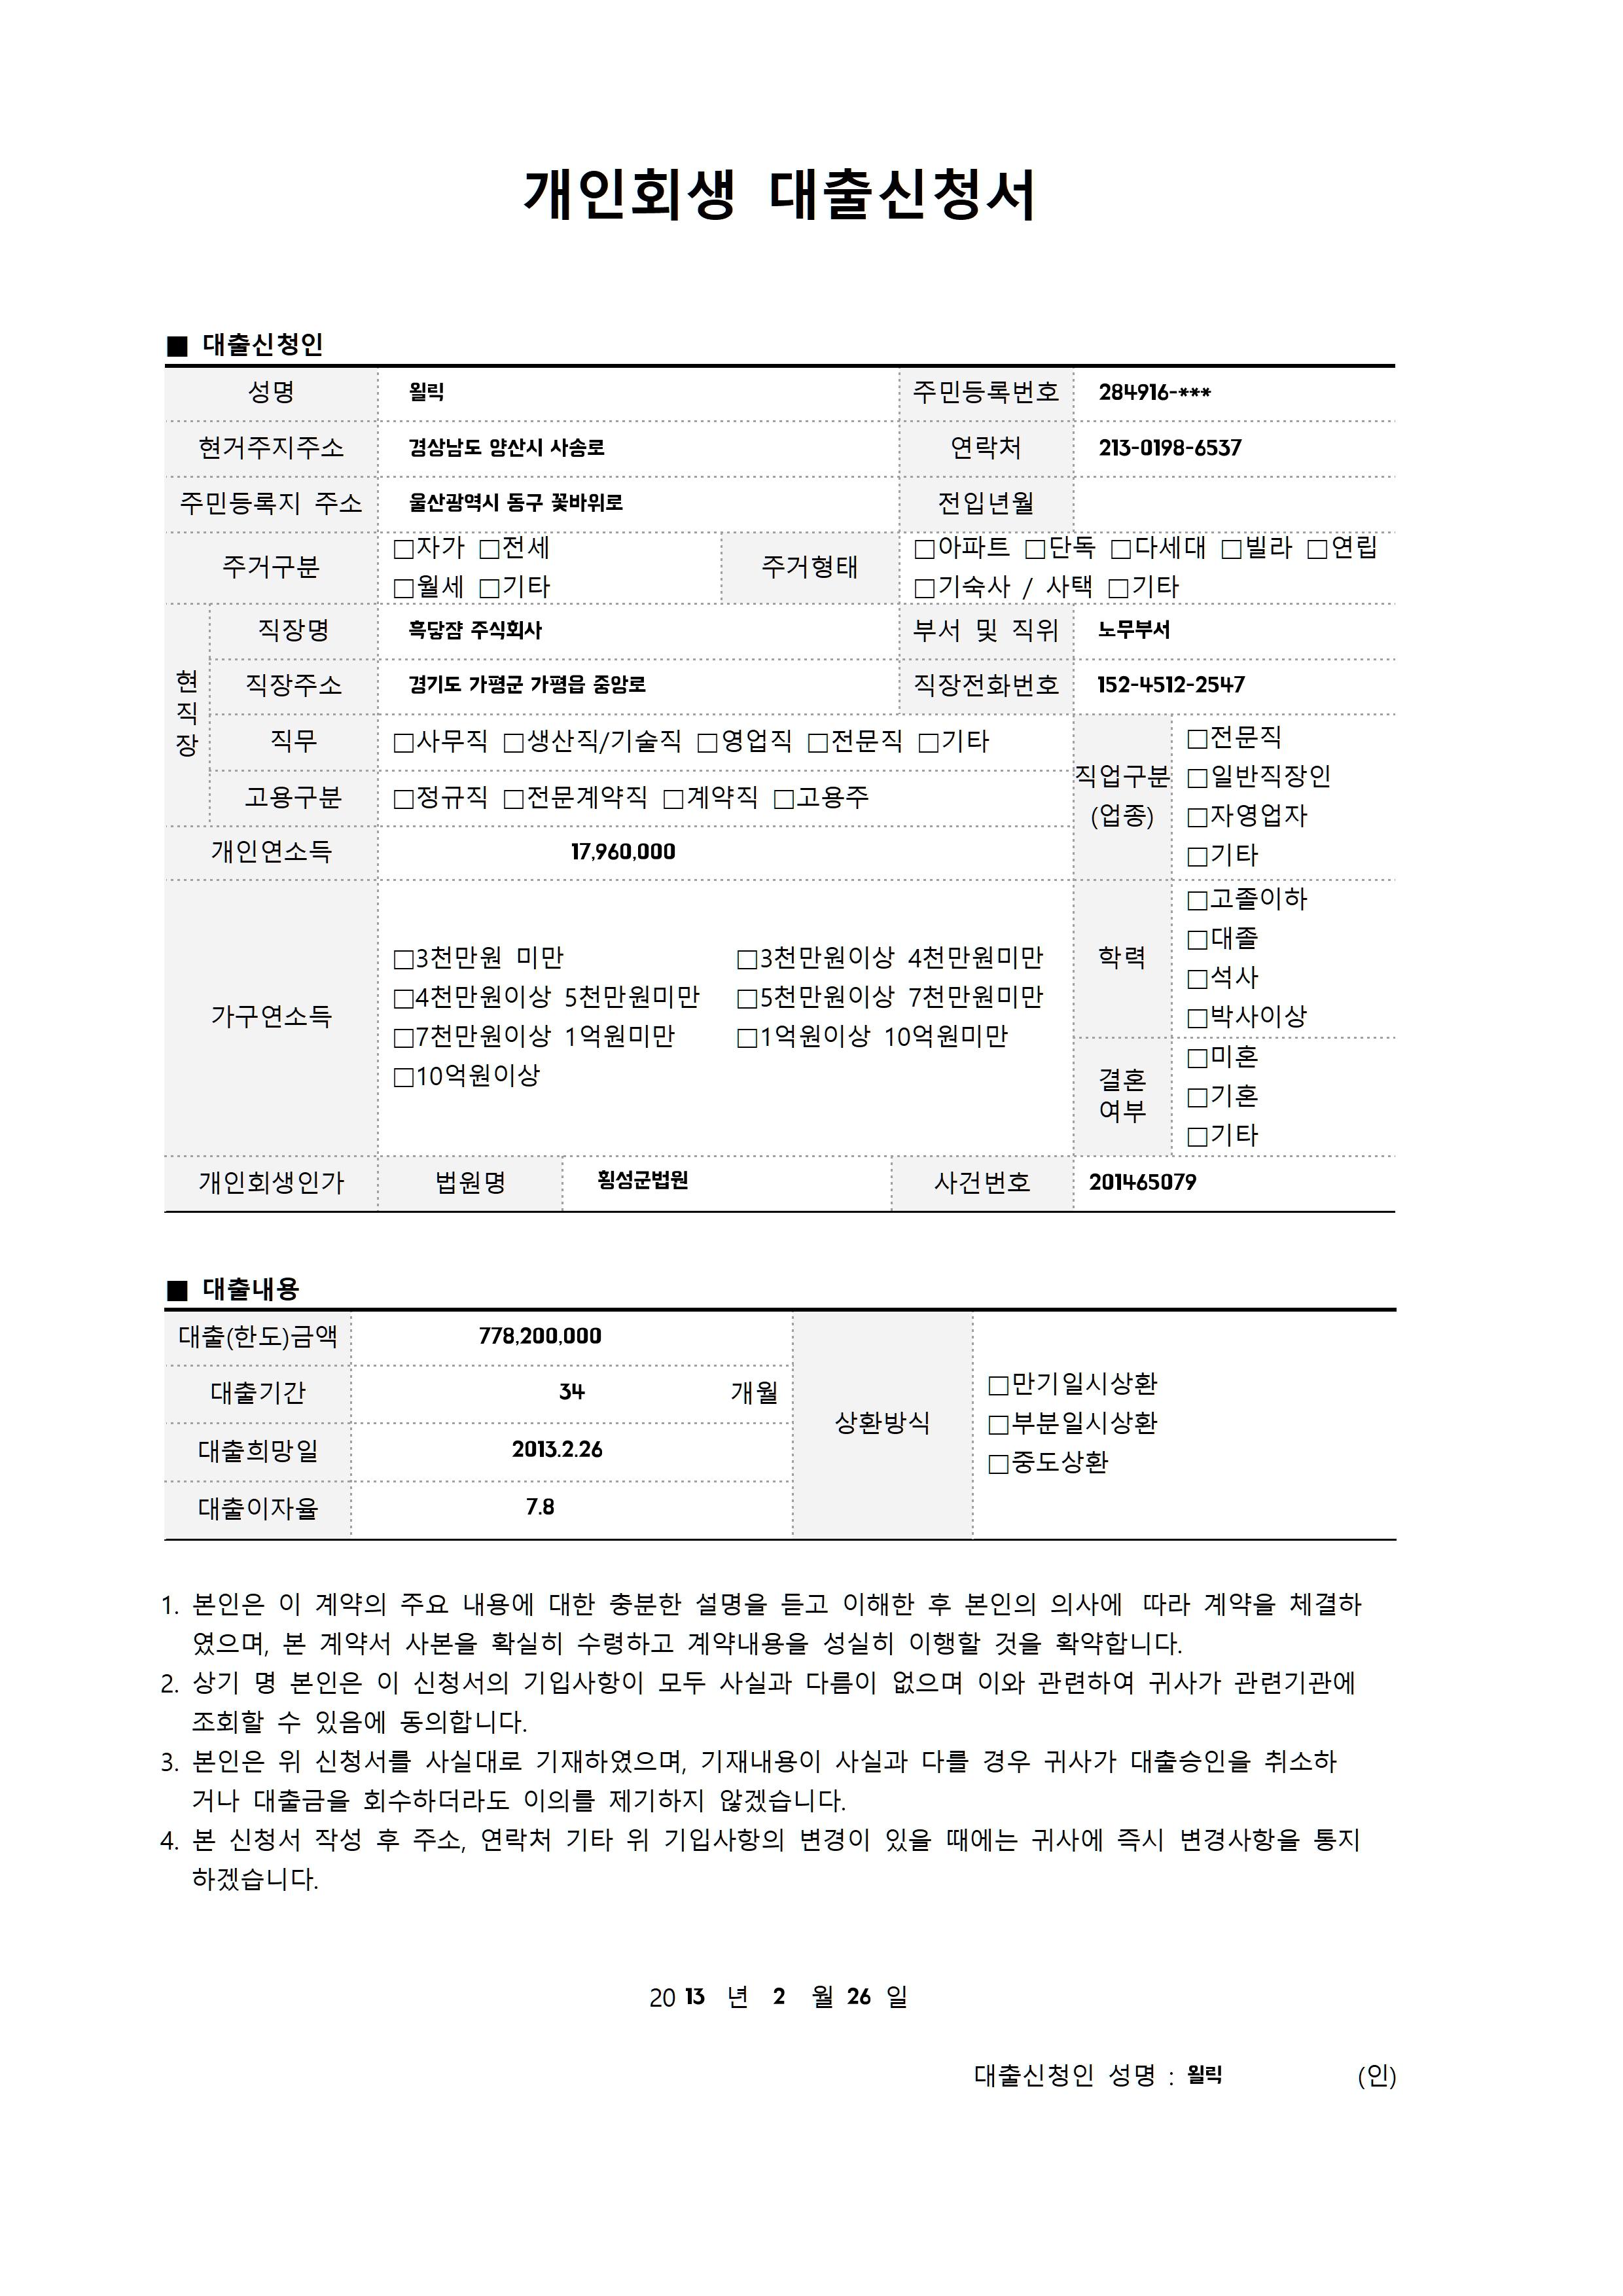 개인회생 대출신청서
■ 대출신청인
성명 욀릭 주민등록번호 284916-***
현거주지주소 경상남도 양산시 사송로 연락처 213-0198-6537
주민등록지 주소 울산광역시 동구 꽃바위로 전입년월
주거구분 □자가 □전세 주거형태 □아파트 □단독 □다세대 □빌라 □연립
□월세 □기타 □기숙사 / 사택 □기타
현직장
직장명 주식회사 부서 및 직위 노무부서
직장주소 경기도 가평군 가평읍 중앙로 직장전화번호 152-4512-2547
직무 □사무직 □생산직/기술직 □영업직 □전문직 □기타
고용구분 □정규직 □전문계약직 □계약직 □고용주
직업구분
(업종)
□전문직
□일반직장인
□자영업자
□기타
개인연소득 17,960,000
가구연소득
□3천만원 미만 □3천만원이상 4천만원미만
□4천만원이상 5천만원미만 □5천만원이상 7천만원미만
□7천만원이상 1억원미만 □1억원이상 10억원미만
□10억원이상
학력
□고졸이하
□대졸
□석사
□박사이상
결혼
여부
□미혼
□기혼
□기타
개인회생인가 법원명 횡성군법원 사건번호 201465079
■ 대출내용
대출(한도)금액 778,200,000
대출기간 34 개월
대출희망일 2013.2.26
대출이자율 7.8
상환방식
□만기일시상환
□부분일시상환
□중도상환
1. 본인은 이 계약의 주요 내용에 대한 충분한 설명을 듣고 이해한 후 본인의 의사에 따라 계약을 체결하
였으며, 본 계약서 사본을 확실히 수령하고 계약내용을 성실히 이행할 것을 확약합니다.
2. 상기 명 본인은 이 신청서의 기입사항이 모두 사실과 다름이 없으며 이와 관련하여 귀사가 관련기관에
조회할 수 있음에 동의합니다.
3. 본인은 위 신청서를 사실대로 기재하였으며, 기재내용이 사실과 다를 경우 귀사가 대출승인을 취소하
거나 대출금을 회수하더라도 이의를 제기하지 않겠습니다.
4. 본 신청서 작성 후 주소, 연락처 기타 위 기입사항의 변경이 있을 때에는 귀사에 즉시 변경사항을 통지
하겠습니다.
20 13 년 2 월 26 일
대출신청인 성명 : 욀릭 (인)